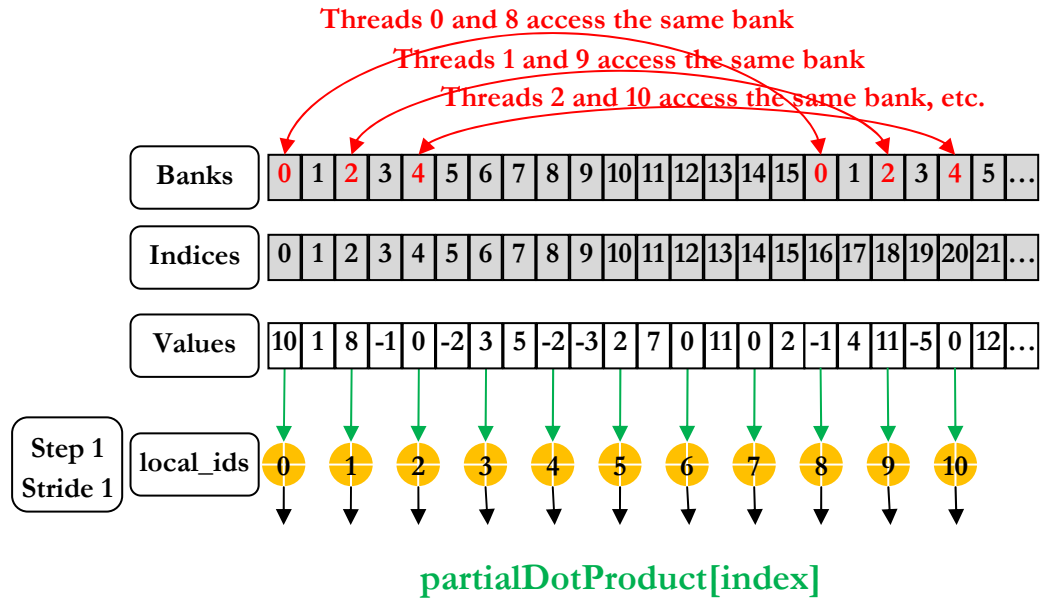 Threads 0 and 8 access the same bank
Threads 1 and 9 access the same bank
Threads 2 and 10 access the same bank, etc.
Banks 0 1 2 3 4 5 6 7 8 9 10 11 12 13 14 15 0 1 2 3 4 5 ...
Indices 0 1 2 3 4 5 6 7 8 9 10 11 12 13 14 15 16 17 18 19 20 21 ...
Values 10 1 8 -1 0 -2 3 5 -2 -3 2 7 0 11 0 2 -1 4 11 -5 0 12 ...
Step 1
Stride 1
local_ids 0 1 2 3 4 5 6 7 8 9 10
partialDotProduct[index]